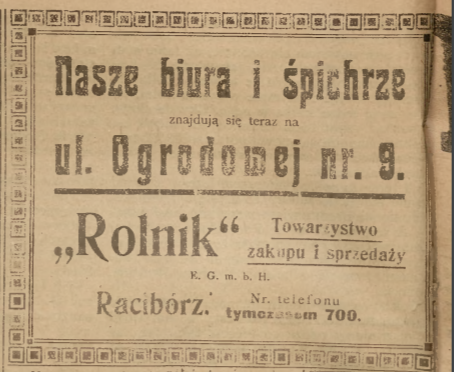 Nasze biura i śpichrze
znajdują się teraz na
ul. Ogrodowej nr. 9.
„Rolnik“
Towarzystwo
zakupu i sprzedaży
E. G. m. b. H.
Racibórz.
Nr. telefonu
tymczasem 700.